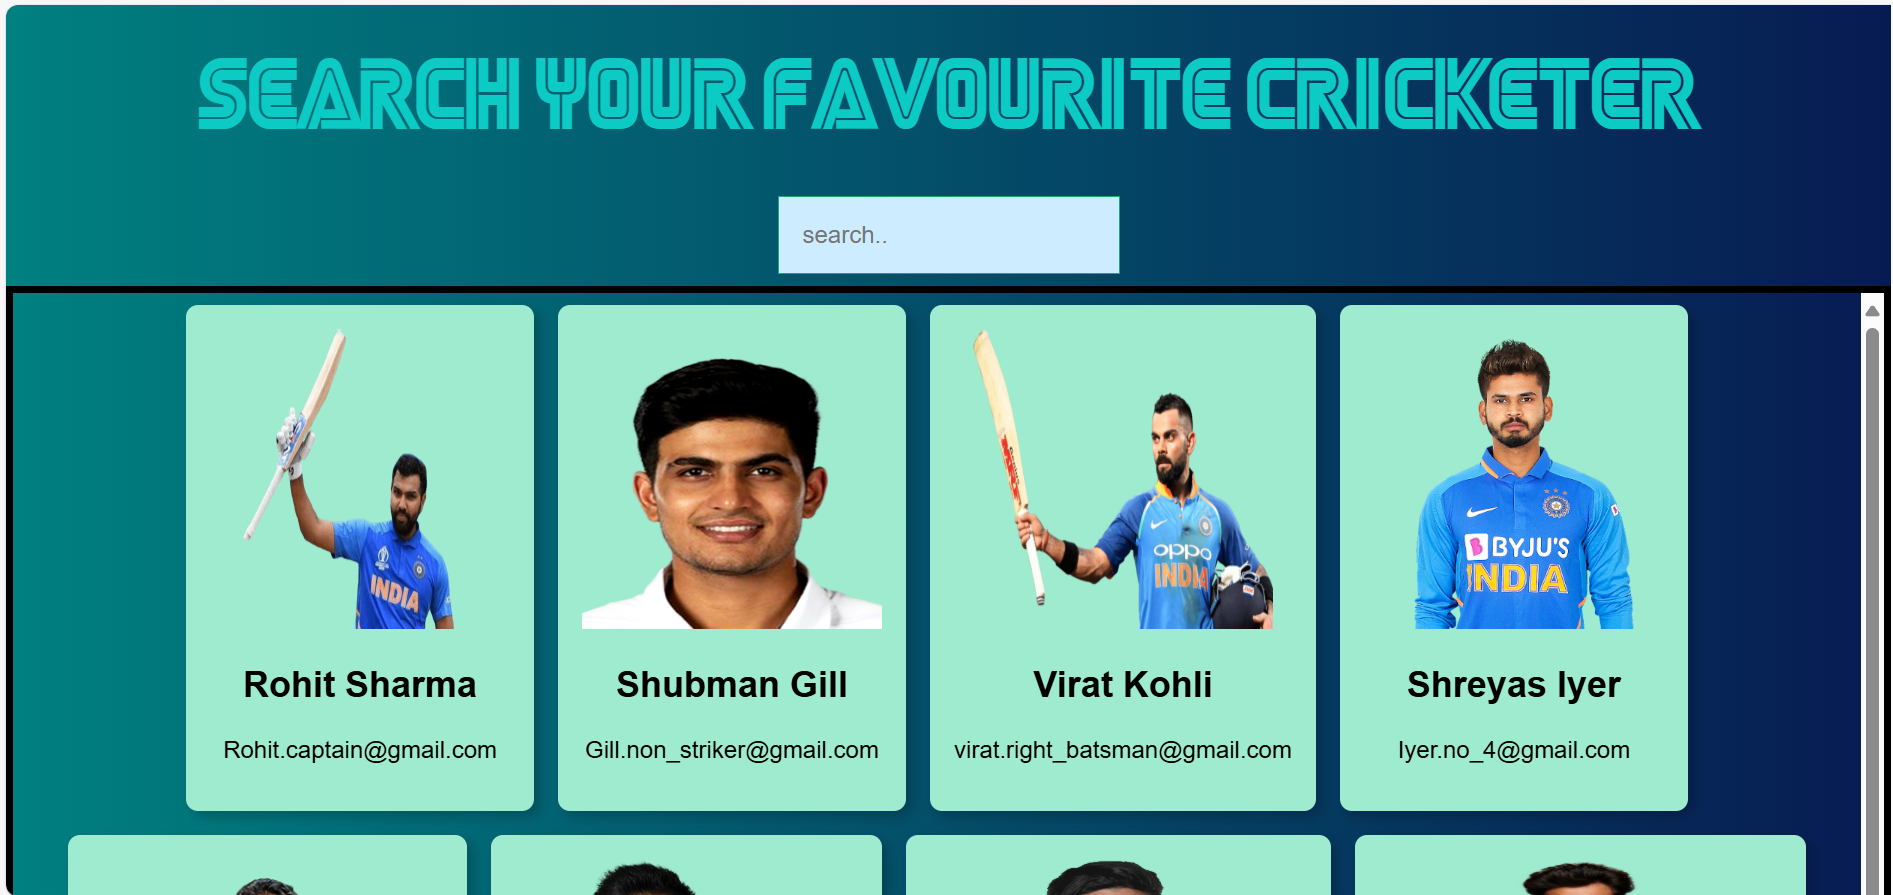 SEARCH YOUR FAVOURITE CRICKETER
search..
INDIA
oppo
INDIA
BYJU'S
INDIA
Rohit Sharma
Shubman Gill
Virat Kohli
Shreyas Iyer
Rohit.captain@gmail.com
Gill.non_striker@gmail.com
virat.right_batsman@gmail.com
Iyer.no_4@gmail.com